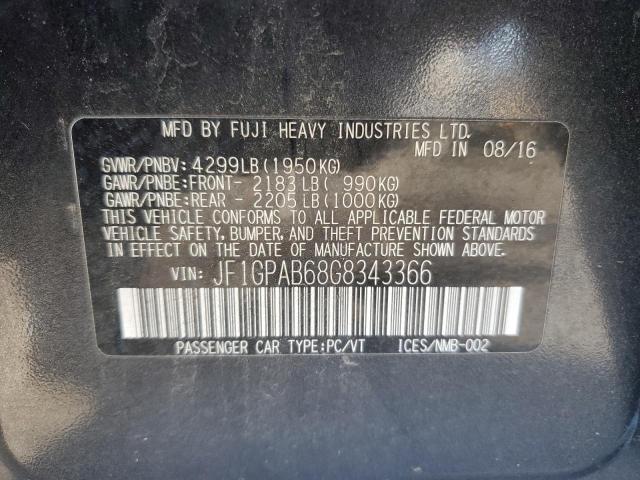 MFD BY FUJI HEAVY INDUSTRIES LTD.
MFD IN 08/16
GVWR/PNBV: 4299LB (1950KG)
GAWR/PNBE:FRONT- 2183LB ( 990KG)
GAWR/PNBE:REAR - 2205LB (1000KG)
THIS VEHICLE CONFORMS TO ALL APPLICABLE FEDERAL MOTOR
VEHICLE SAFETY, BUMPER, AND THEFT PREVENTION STANDARDS
IN EFFECT ON THE DATE OF MANUFACTURE SHOWN ABOVE.
VIN: JF1GPAB68G8343366
PASSENGER CAR TYPE:PC/VT ICES/NMB-002